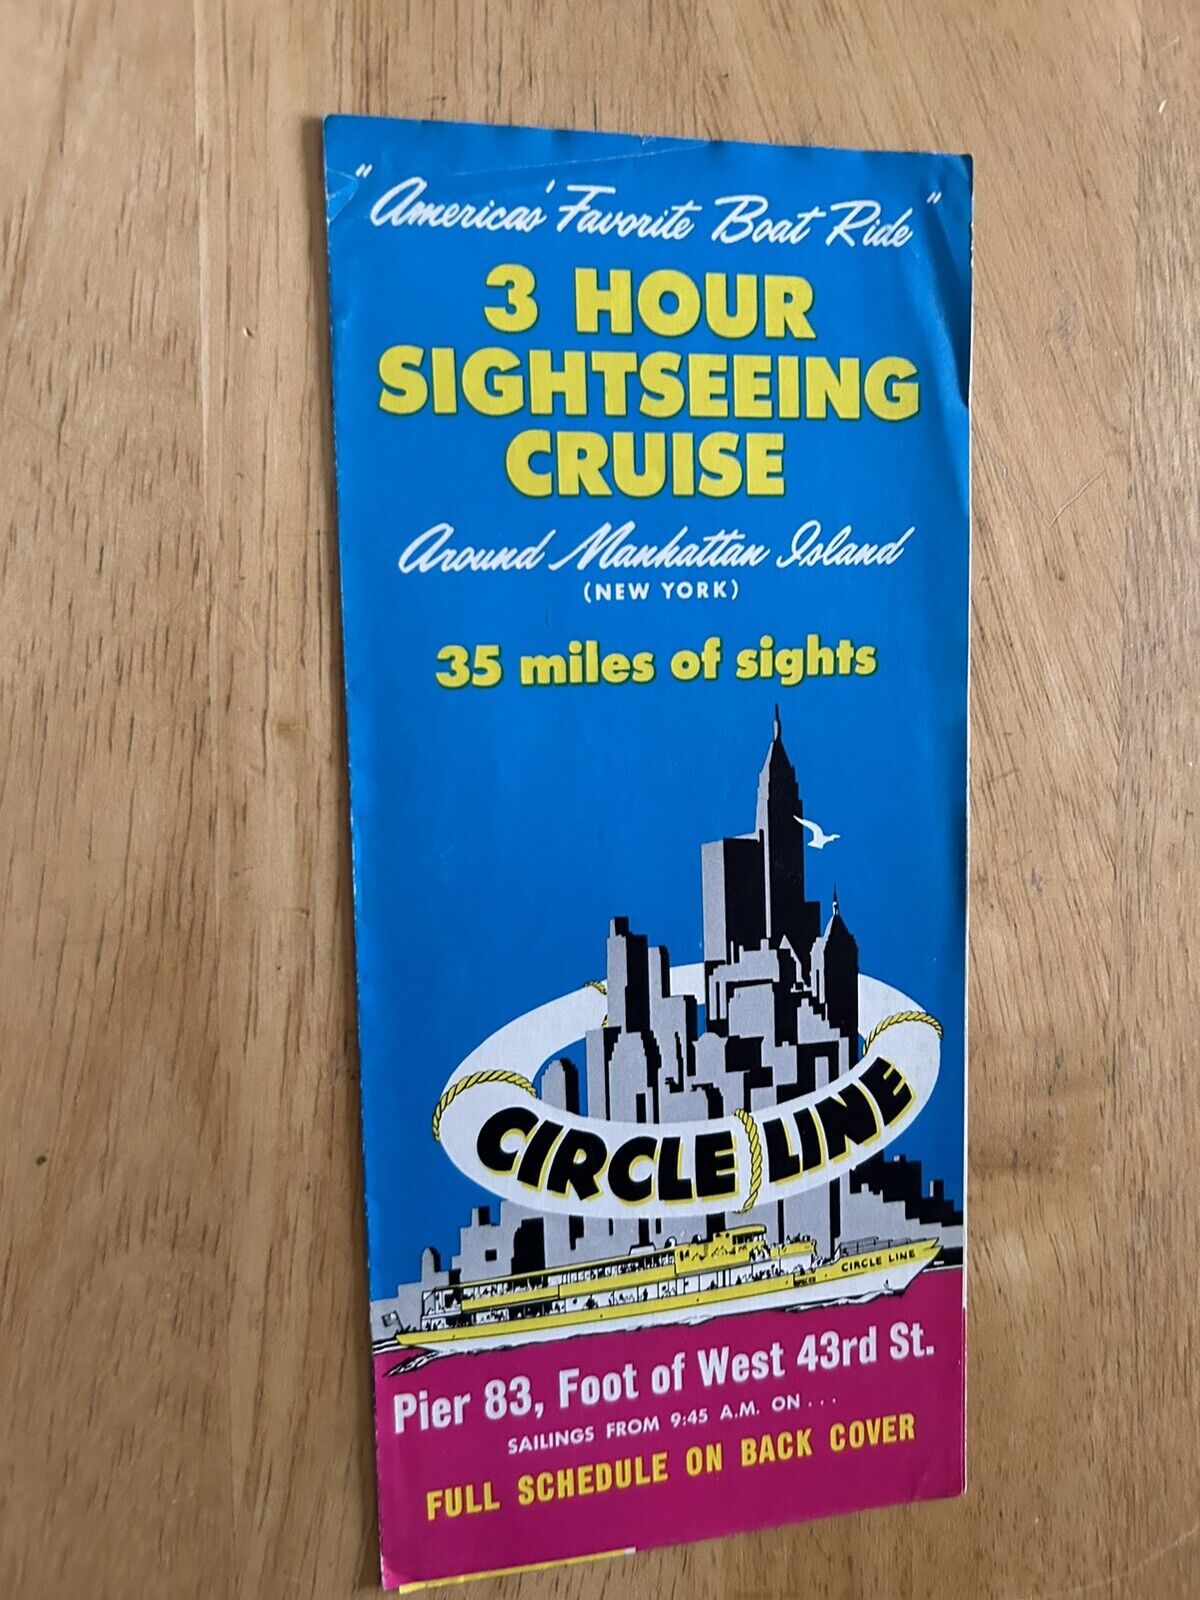 "Americas' Favorite Boat Ride"
3 HOUR
SIGHTSEEING
CRUISE
Around Manhattan Island
(NEW YORK)
35 miles of sights
CIRCLE LINE
CIRCLE LINE
Pier 83, Foot of West 43rd St.
SAILINGS FROM 9:45 A.M. ON...
FULL SCHEDULE ON BACK COVER